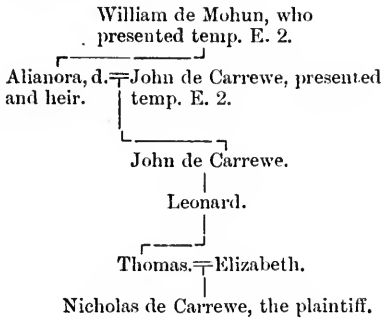 William de Mohun, who
presented temp. E. 2.
Alianora, d.=John de Carrewe, presented
and heir. temp. E. 2.
John de Carrewe.
Leonard.
Thomas.=Elizabeth.
Nicholas de Carrewe, the plaintiff.